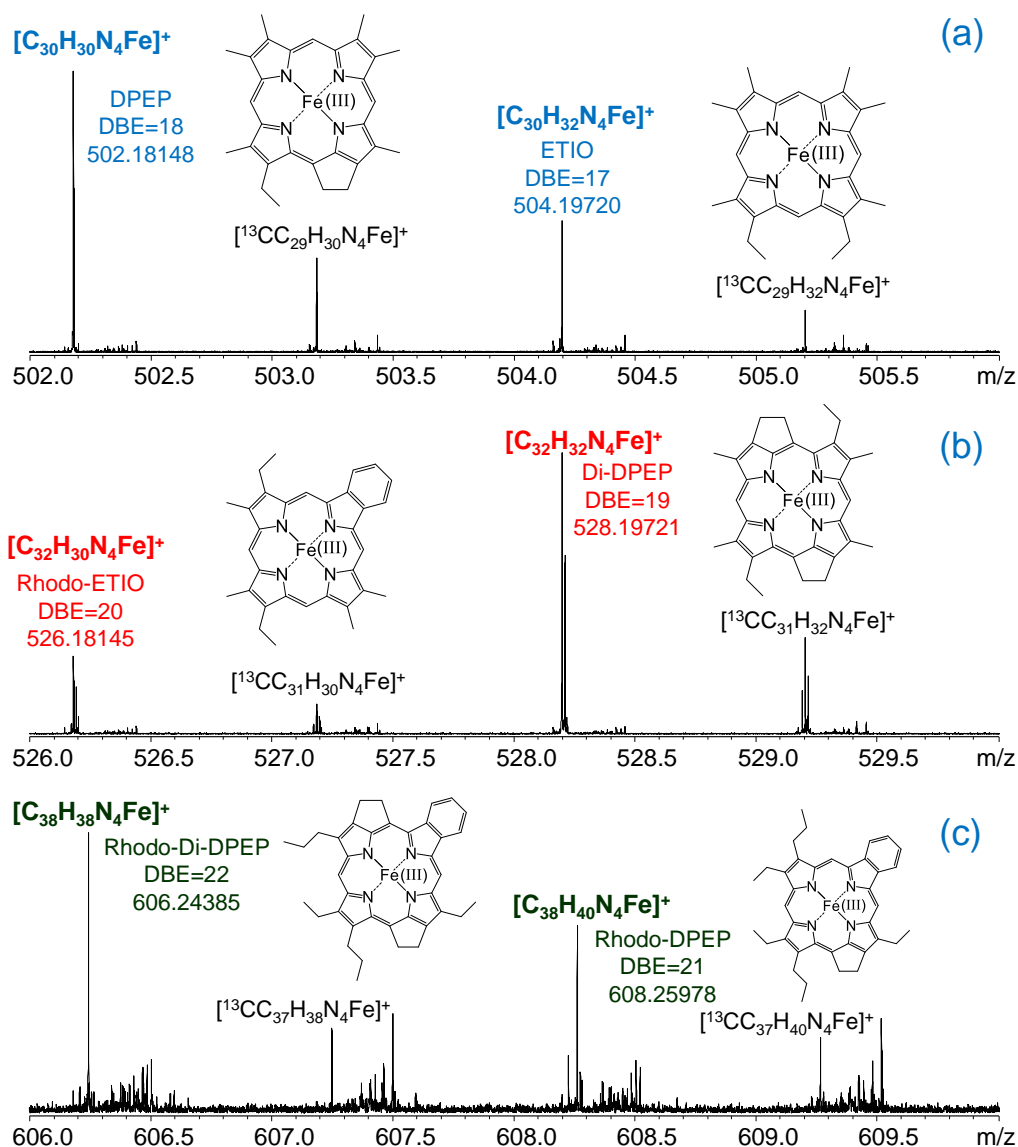 (a)
[C₃₀H₃₀N₄Fe]⁺
DPEP
DBE=18
502.18148
N N
Fe(III)
N N
[¹³CC₂₉H₃₀N₄Fe]⁺
[C₃₀H₃₂N₄Fe]⁺
ETIO
DBE=17
504.19720
N N
Fe(III)
N N
[¹³CC₂₉H₃₂N₄Fe]⁺
502.0 502.5 503.0 503.5 504.0 504.5 505.0 505.5 m/z
(b)
[C₃₂H₃₀N₄Fe]⁺
Rhodo-ETIO
DBE=20
526.18145
N N
Fe(III)
N N
[¹³CC₃₁H₃₀N₄Fe]⁺
[C₃₂H₃₂N₄Fe]⁺
Di-DPEP
DBE=19
528.19721
N N
Fe(III)
N N
[¹³CC₃₁H₃₂N₄Fe]⁺
526.0 526.5 527.0 527.5 528.0 528.5 529.0 529.5 m/z
(c)
[C₃₈H₃₈N₄Fe]⁺
Rhodo-Di-DPEP
DBE=22
606.24385
N N
Fe(III)
N N
[¹³CC₃₇H₃₈N₄Fe]⁺
[C₃₈H₄₀N₄Fe]⁺
Rhodo-DPEP
DBE=21
608.25978
N N
Fe(III)
N N
[¹³CC₃₇H₄₀N₄Fe]⁺
606.0 606.5 607.0 607.5 608.0 608.5 609.0 609.5 m/z